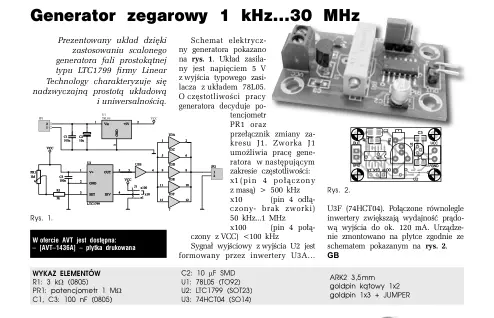 Generator zegarowy 1 kHz...30 MHz
Prezentowany układ dzięki
zastosowaniu scalonego
generatora fali prostokątnej
typu LTC1799 firmy Linear
Technology charakteryzuje się
nadzwyczajną prostotą układową
i uniwersalnością.
Rys. 1.
W ofercie AVT jest dostępna:
– [AVT-1436A] – płytka drukowana
Schemat elektrycz-
ny generatora pokazano
na rys. 1. Układ zasila-
ny jest napięciem 5 V
z wyjścia typowego zasi-
lacza z układem 78L05.
O częstotliwości pracy
generatora decyduje po-
tencjometr
PR1 oraz
przełącznik zmiany za-
kresu J1. Zworka J1
umożliwia pracę gene-
ratora w następującym
zakresie częstotliwości:
x1(pin 4 połączony
z masą) > 500 kHz
x10 (pin 4 odłą-
czony- brak zworki)
50 kHz...1 MHz
x100 (pin 4 połą-
czony z VCC) <100 kHz
Sygnał wyjściowy z wyjścia U2 jest
formowany przez inwertery U3A...
Rys. 2.
U3F (74HCT04). Połączone równolegle
inwertery zwiększają wydajność prądo-
wą wyjścia do ok. 120 mA. Urządze-
nie zmontowano na płytce zgodnie ze
schematem pokazanym na rys. 2.
GB
WYKAZ ELEMENTÓW
R1: 3 kΩ (0805)
PR1: potencjometr 1 MΩ
C1, C3: 100 nF (0805)
C2: 10 µF SMD
U1: 78L05 (TO92)
U2: LTC1799 (SOT23)
U3: 74HCT04 (SO14)
ARK2 3,5mm
goldpin kątowy 1x2
goldpin 1x3 + JUMPER